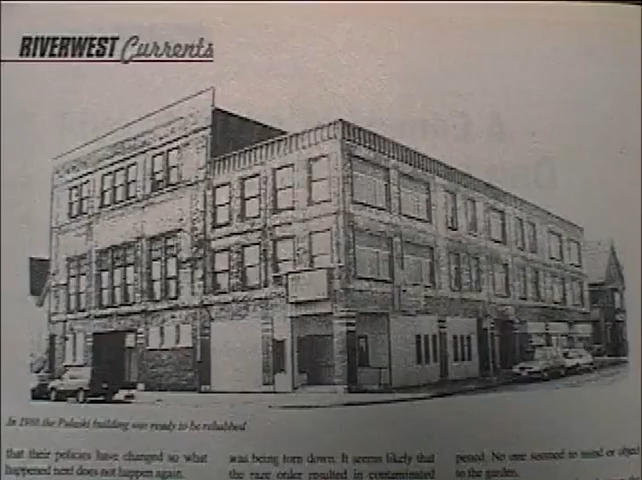 RIVERWEST Currents
In 1980 the Pulaski building was ready to be rehabbed
that their policies have changed so what
happened next does not happen again.
was being torn down. It seems likely that
the raze order resulted in contaminated
pened. No one seemed to mind or object
to the garden.